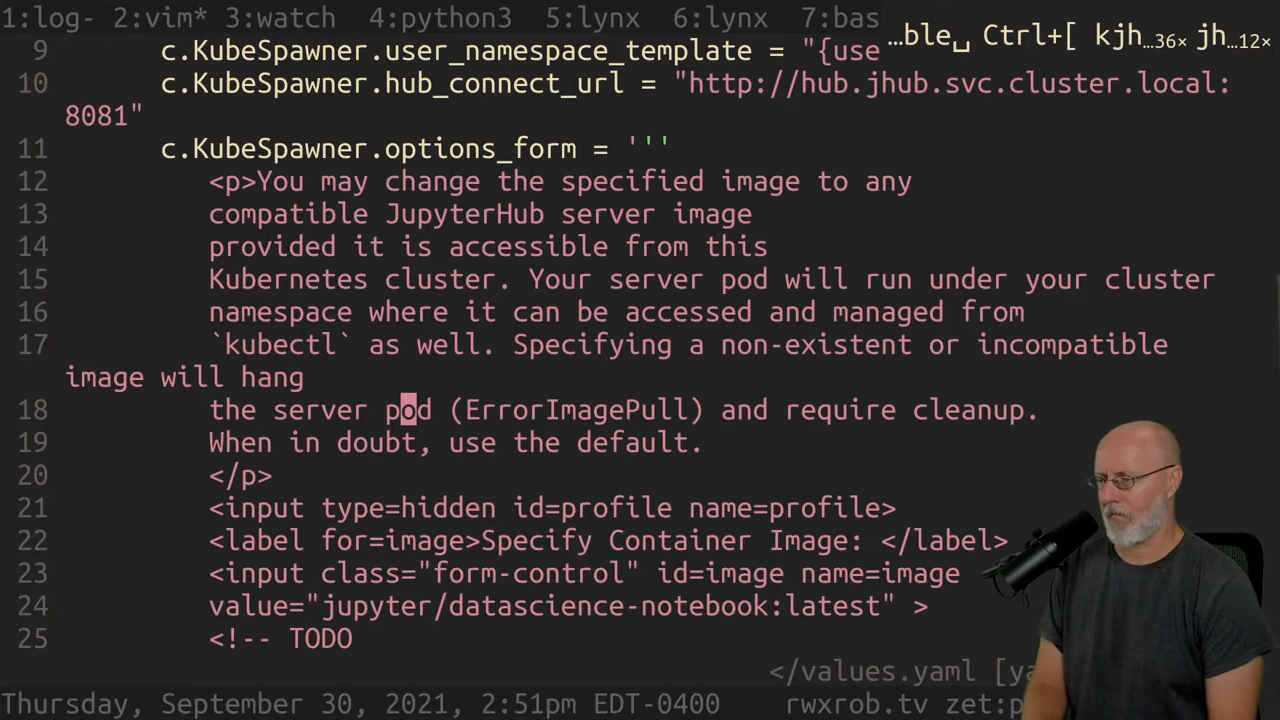 1:log- 2:vim* 3:watch 4:python3 5:lynx 6:lynx 7:bas
…ble␣ Ctrl+[ kjh…36× jh…12×
9 c.KubeSpawner.user_namespace_template = "{use
10 c.KubeSpawner.hub_connect_url = "http://hub.jhub.svc.cluster.local:
8081"
11 c.KubeSpawner.options_form = '''
12 <p>You may change the specified image to any
13 compatible JupyterHub server image
14 provided it is accessible from this
15 Kubernetes cluster. Your server pod will run under your cluster
16 namespace where it can be accessed and managed from
17 `kubectl` as well. Specifying a non-existent or incompatible
image will hang
18 the server pod (ErrorImagePull) and require cleanup.
19 When in doubt, use the default.
20 </p>
21 <input type=hidden id=profile name=profile>
22 <label for=image>Specify Container Image: </label>
23 <input class="form-control" id=image name=image
24 value="jupyter/datascience-notebook:latest" >
25 <!-- TODO
</values.yaml [ya
Thursday, September 30, 2021, 2:51pm EDT-0400 rwxrob.tv zet:p